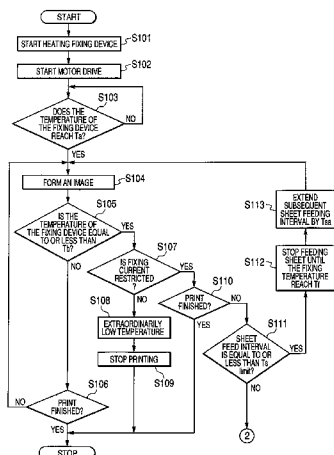 START
START HEATING FIXING DEVICE
S101
START MOTOR DRIVE
S102
S103
DOES THE
TEMPERATURE OF
THE FIXING DEVICE
REACH Ta?
NO
YES
FORM AN IMAGE
S104
S105
IS THE
TEMPERATURE OF
THE FIXING DEVICE EQUAL
TO OR LESS THAN
Tb?
YES
NO
S107
IS FIXING
CURRENT
RESTRICTED
?
YES
NO
S108
EXTRAORDINARILY
LOW TEMPERATURE
STOP PRINTING
S109
S110
PRINT
FINISHED?
NO
YES
S111
SHEET
FEED INTERVAL
IS EQUAL TO OR
LESS THAN Ts
limit?
YES
NO
2
S112
STOP FEEDING
SHEET UNTIL
THE FIXING
TEMPERATURE
REACH Tf
S113
EXTEND
SUBSEQUENT
SHEET FEEDING
INTERVAL BY Tsa
S106
PRINT
FINISHED?
NO
YES
STOP